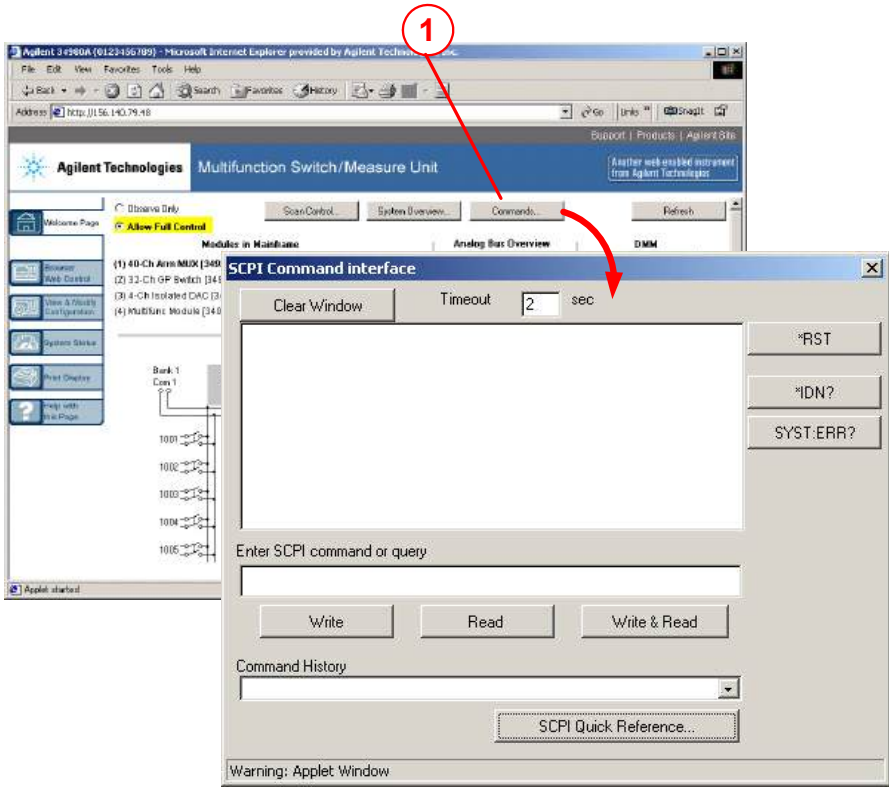 1
Agilent 34980A (0123456789) - Microsoft Internet Explorer provided by Agilent Technologies, Inc.
File Edit View Favorites Tools Help
Back Search Favorites History
Address http://156.140.79.48 Go Links SnagIt
Support | Products | Agilent Site
Agilent Technologies Multifunction Switch/Measure Unit
Another web-enabled instrument
from Agilent Technologies
Welcome Page
Observe Only
Allow Full Control
Scan Control... System Overview... Commands... Refresh
Modules in Mainframe Analog Bus Overview DMM
Browser
Web Control
(1) 40-Ch Arm MUX [349
(2) 32-Ch GP Switch [349
View & Modify
Configuration
(3) 4-Ch Isolated DAC [3
(4) Multifunc Module [349
System Status
Print Display
Help with
this Page
Bank 1
Com 1
1001
1002
1003
1004
1005
Applet started
SCPI Command interface
Clear Window
Timeout 2 sec
*RST
*IDN?
SYST:ERR?
Enter SCPI command or query
Write Read Write & Read
Command History
SCPI Quick Reference...
Warning: Applet Window